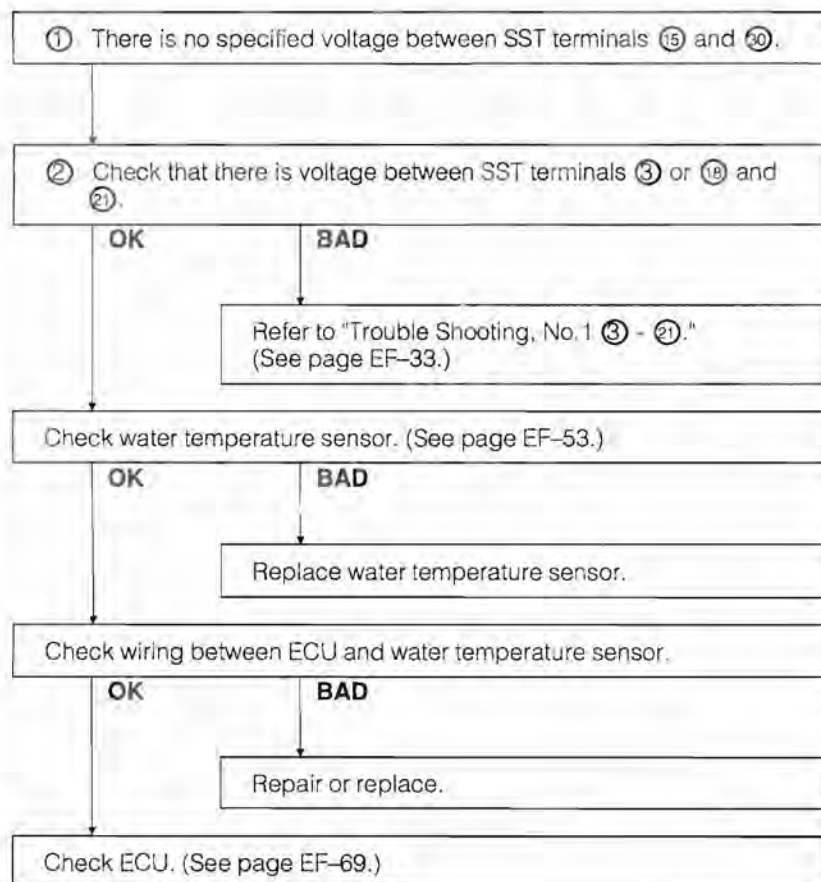 ① There is no specified voltage between SST terminals ⑮ and ㉚.
② Check that there is voltage between SST terminals ③ or ⑱ and
㉑.
OK BAD
Refer to "Trouble Shooting, No.1 ③ - ㉑."
(See page EF–33.)
Check water temperature sensor. (See page EF–53.)
OK BAD
Replace water temperature sensor.
Check wiring between ECU and water temperature sensor.
OK BAD
Repair or replace.
Check ECU. (See page EF–69.)